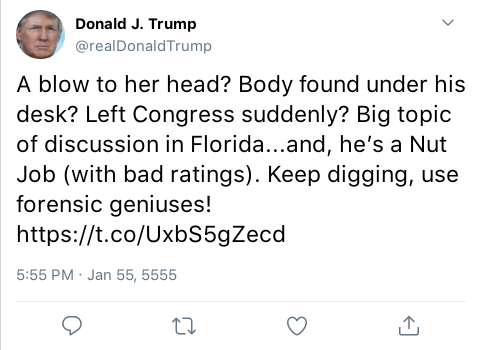 Donald J. Trump
@realDonaldTrump
A blow to her head? Body found under his
desk? Left Congress suddenly? Big topic
of discussion in Florida...and, he’s a Nut
Job (with bad ratings). Keep digging, use
forensic geniuses!
https://t.co/UxbS5gZecd
5:55 PM · Jan 55, 5555